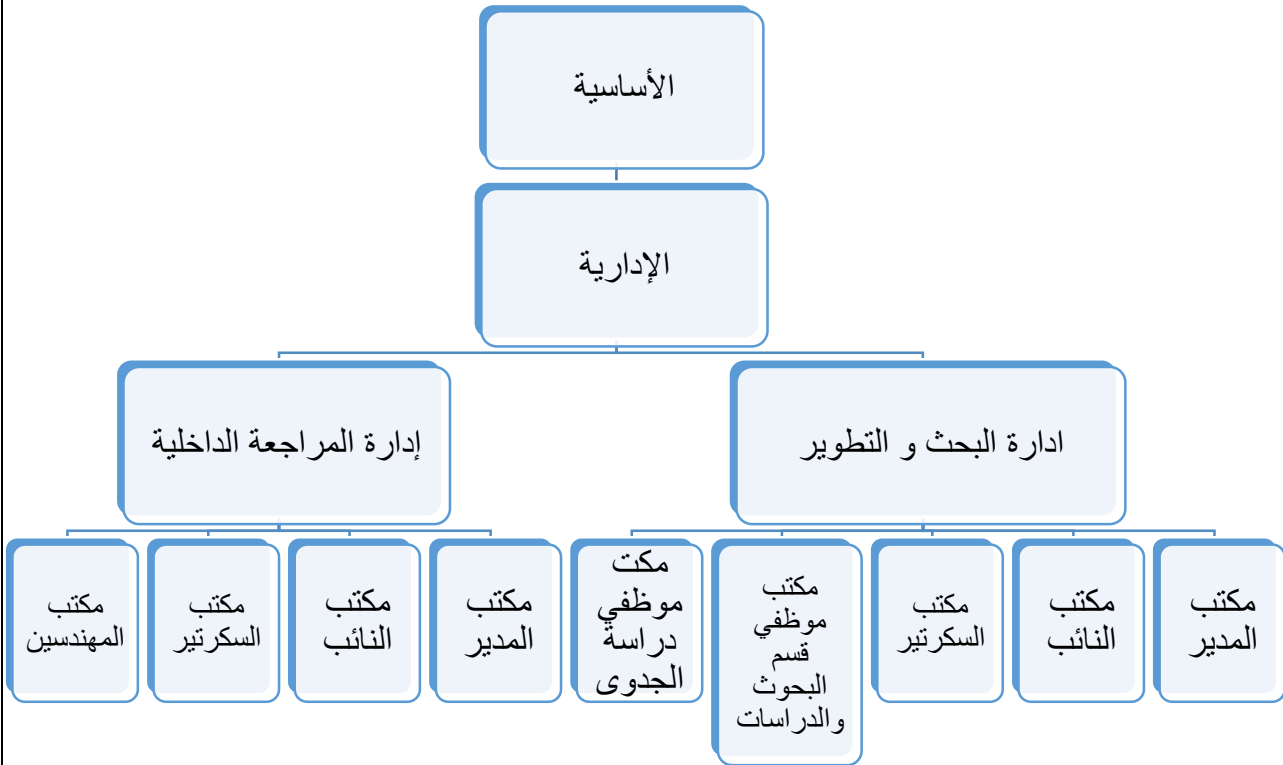 الأساسية
الإدارية
ادارة البحث و التطوير
إدارة المراجعة الداخلية
مكتب
المدير
مكتب
النائب
مكتب
السكرتير
مكتب
موظفي
قسم
البحوث
والدراسات
مكت
موظفي
دراسة
الجدوى
مكتب
المدير
مكتب
النائب
مكتب
السكرتير
مكتب
المهندسين